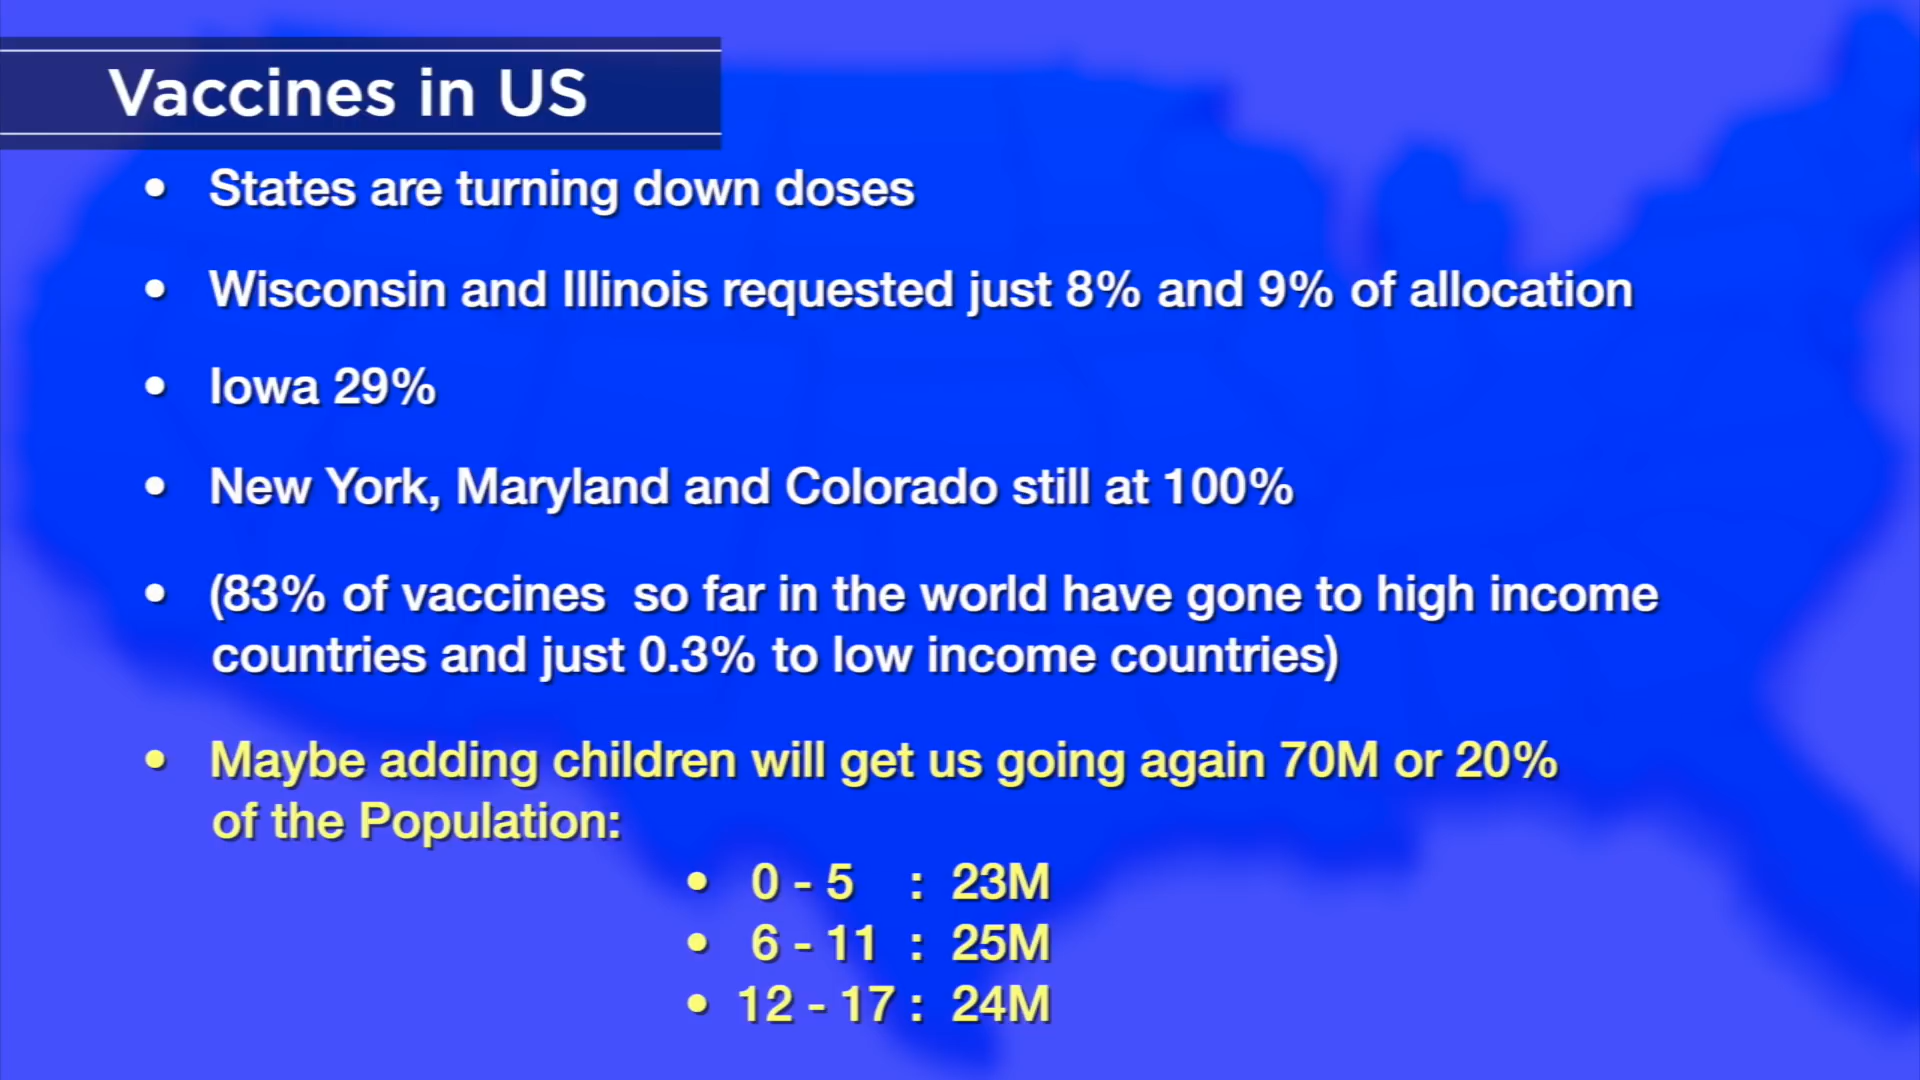 Vaccines in US
• States are turning down doses
• Wisconsin and Illinois requested just 8% and 9% of allocation
• Iowa 29%
• New York, Maryland and Colorado still at 100%
• (83% of vaccines  so far in the world have gone to high income
countries and just 0.3% to low income countries)
• Maybe adding children will get us going again 70M or 20%
of the Population:
• 0 - 5 : 23M
• 6 - 11 : 25M
• 12 - 17 : 24M